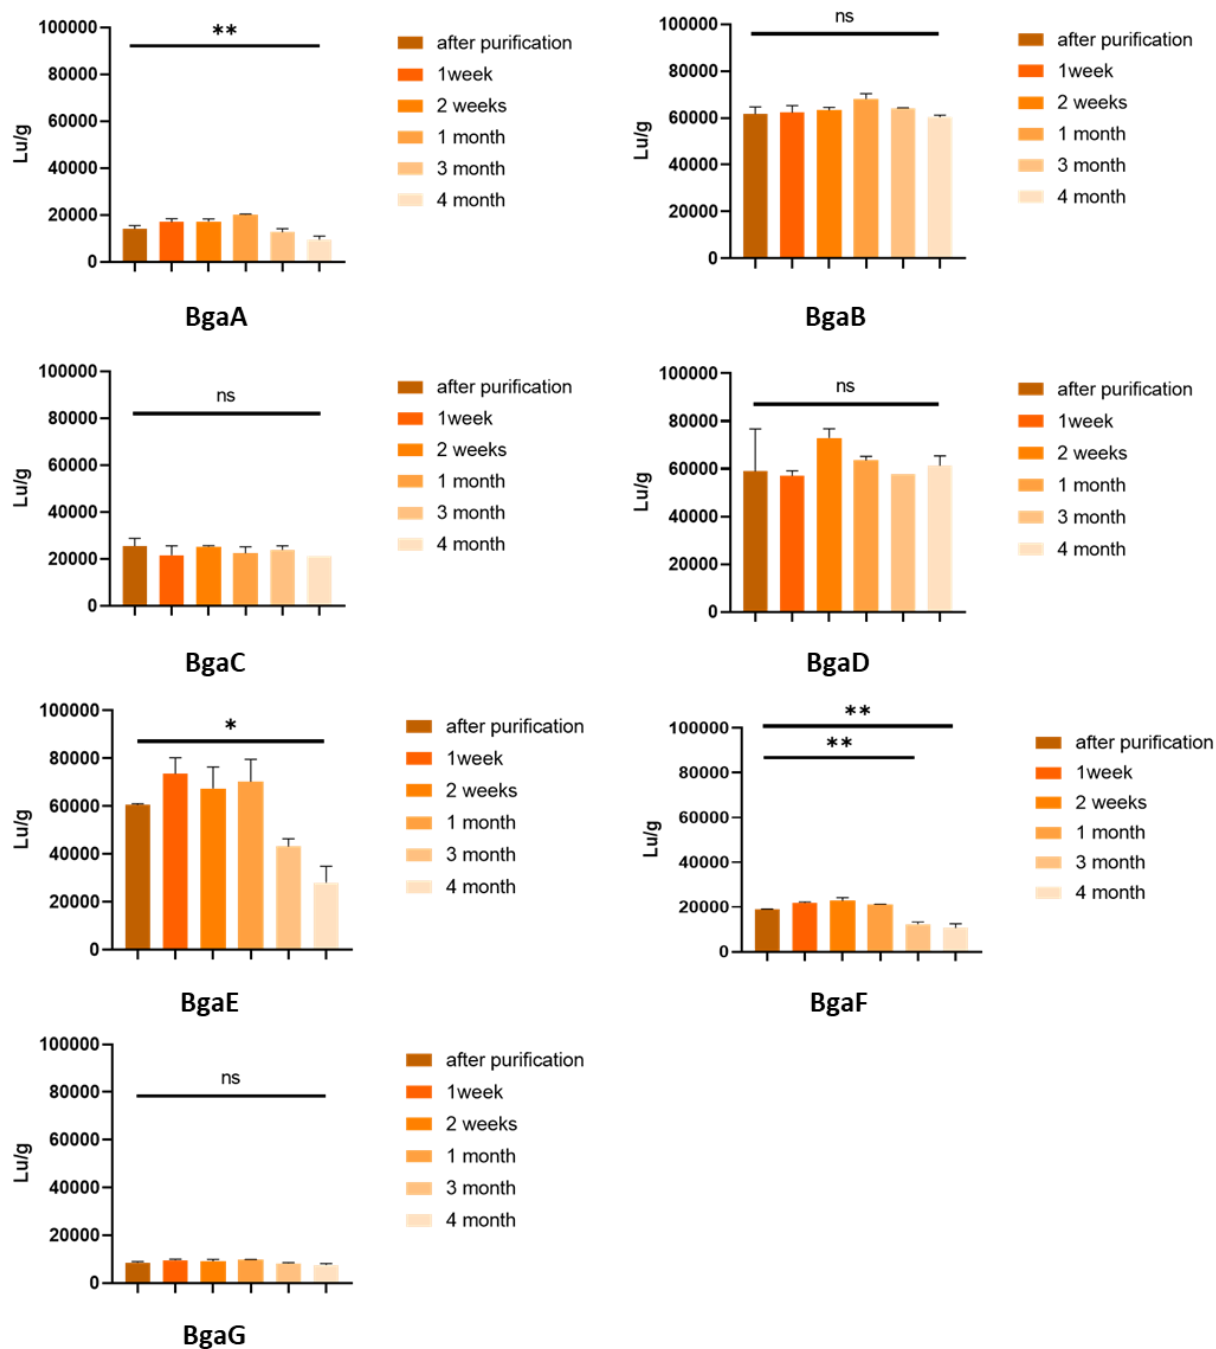 100000
80000
60000
40000
20000
0
Lu/g
**
after purification
1week
2 weeks
1 month
3 month
4 month
BgaA
100000
80000
60000
40000
20000
0
Lu/g
ns
after purification
1week
2 weeks
1 month
3 month
4 month
BgaB
100000
80000
60000
40000
20000
0
Lu/g
ns
after purification
1week
2 weeks
1 month
3 month
4 month
BgaC
100000
80000
60000
40000
20000
0
Lu/g
ns
after purification
1week
2 weeks
1 month
3 month
4 month
BgaD
100000
80000
60000
40000
20000
0
Lu/g
*
after purification
1week
2 weeks
1 month
3 month
4 month
BgaE
100000
80000
60000
40000
20000
0
Lu/g
**
**
after purification
1week
2 weeks
1 month
3 month
4 month
BgaF
100000
80000
60000
40000
20000
0
Lu/g
ns
after purification
1week
2 weeks
1 month
3 month
4 month
BgaG